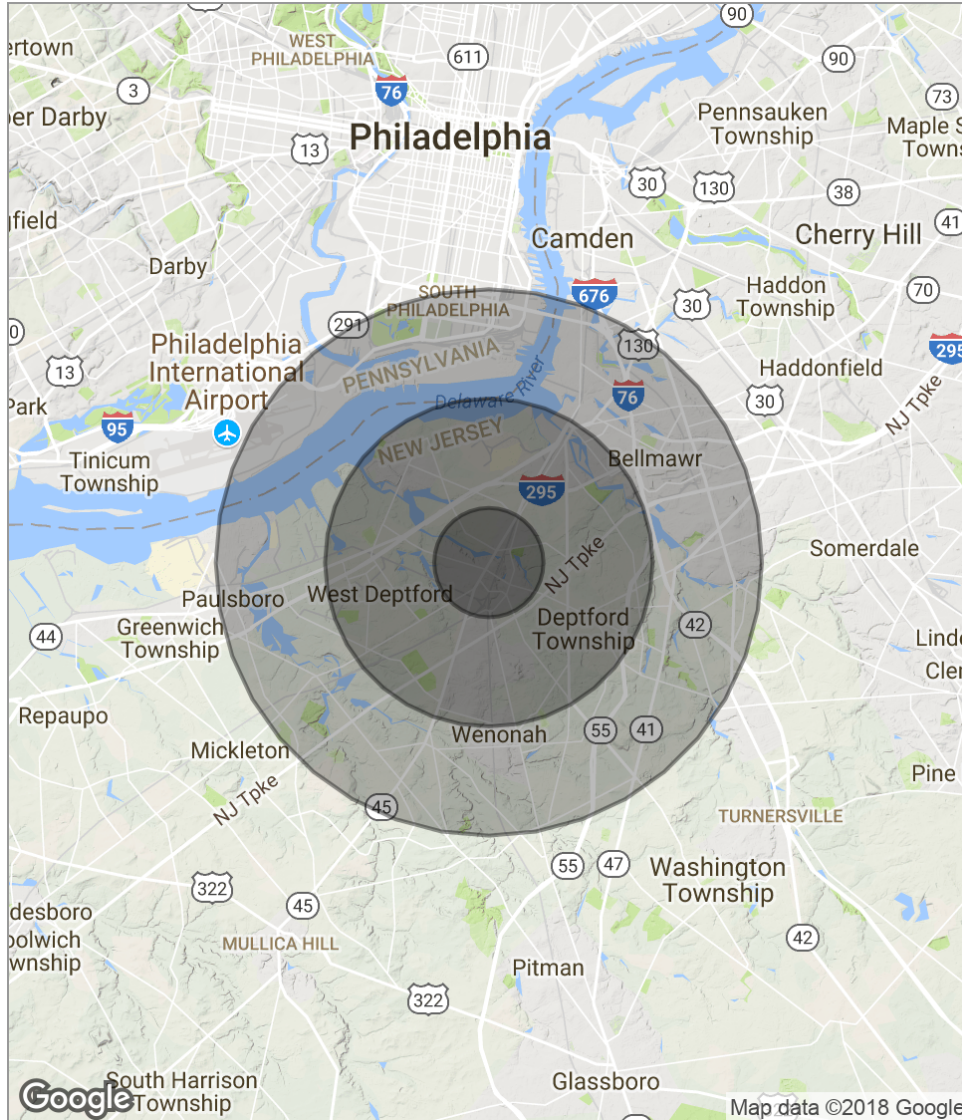 90
WEST
PHILADELPHIA
611
ertown
90
76
3
73
per Darby
Pennsauken
Township
Maple S
Towns
Philadelphia
13
30
130
38
gfield
41
Camden
Cherry Hill
Darby
Haddon
Township
SOUTH
PHILADELPHIA
676
70
30
291
0
130
Philadelphia
International
Airport
PENNSYLVANIA
295
13
Haddonfield
Delaware River
76
30
Park
NJ Tpke
95
NEW JERSEY
Tinicum
Township
Bellmawr
295
Somerdale
NJ Tpke
West Deptford
Paulsboro
Deptford
Township
42
44
Greenwich
Township
Linde
Cler
Repaupo
Wenonah
55
41
Mickleton
Pine
NJ Tpke
45
TURNERSVILLE
55
47
Washington
Township
322
45
desboro
oolwich
wnship
42
MULLICA HILL
Pitman
322
South Harrison
Township
Glassboro
Google
Map data ©2018 Google